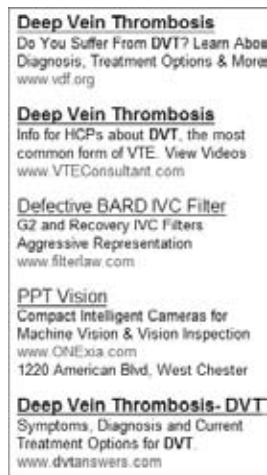 Deep Vein Thrombosis
Do You Suffer From DVT? Learn Abou
Diagnosis, Treatment Options & More
www.vdf.org
Deep Vein Thrombosis
Info for HCPs about DVT, the most
common form of VTE. View Videos
www.VTEConsultant.com
Defective BARD IVC Filter
G2 and Recovery IVC Filters
Aggressive Representation
www.filterlaw.com
PPT Vision
Compact Intelligent Cameras for
Machine Vision & Vision Inspection
www.ONExia.com
1220 American Blvd, West Chester
Deep Vein Thrombosis- DVT
Symptoms, Diagnosis and Current
Treatment Options for DVT.
www.dvtanswers.com